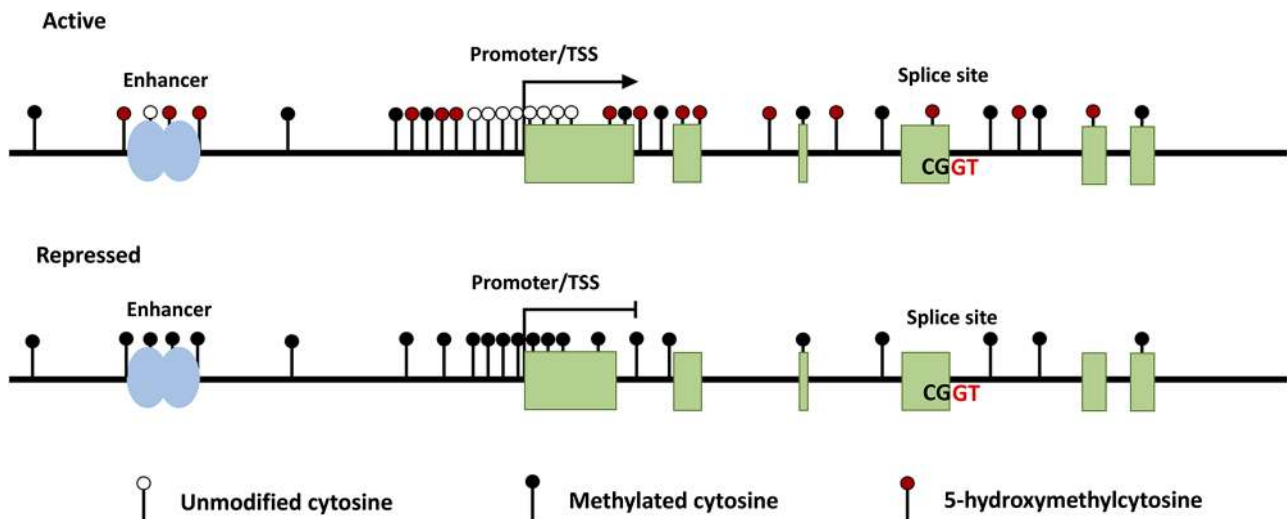 Active
Promoter/TSS
Enhancer
Splice site
CGGT
Repressed
Promoter/TSS
Enhancer
Splice site
CGGT
Unmodified cytosine
Methylated cytosine
5-hydroxymethylcytosine